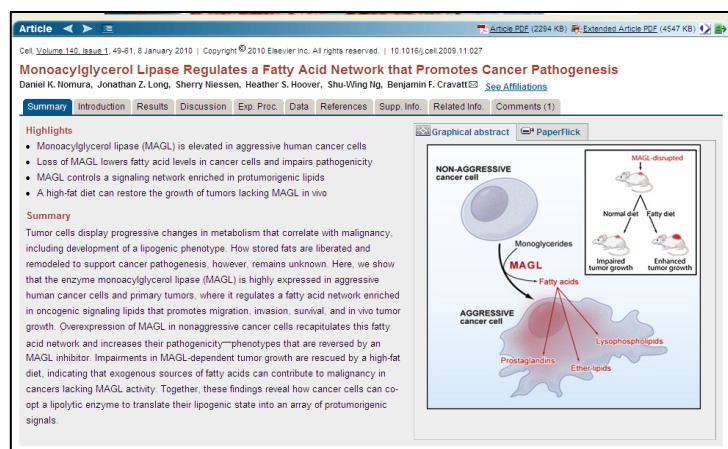 Article
Article PDF (2294 KB) Extended Article PDF (4547 KB)
Cell, Volume 140, Issue 1, 49-61, 8 January 2010 | Copyright © 2010 Elsevier Inc. All rights reserved. | 10.1016/j.cell.2009.11.027
Monoacylglycerol Lipase Regulates a Fatty Acid Network that Promotes Cancer Pathogenesis
Daniel K. Nomura, Jonathan Z. Long, Sherry Niessen, Heather S. Hoover, Shu-Wing Ng, Benjamin F. Cravatt See Affiliations
Summary Introduction Results Discussion Exp. Proc. Data References Supp. Info. Related Info. Comments (1)
Highlights
• Monoacylglycerol lipase (MAGL) is elevated in aggressive human cancer cells
• Loss of MAGL lowers fatty acid levels in cancer cells and impairs pathogenicity
• MAGL controls a signaling network enriched in protumorigenic lipids
• A high-fat diet can restore the growth of tumors lacking MAGL in vivo
Summary
Tumor cells display progressive changes in metabolism that correlate with malignancy,
including development of a lipogenic phenotype. How stored fats are liberated and
remodeled to support cancer pathogenesis, however, remains unknown. Here, we show
that the enzyme monoacylglycerol lipase (MAGL) is highly expressed in aggressive
human cancer cells and primary tumors, where it regulates a fatty acid network enriched
in oncogenic signaling lipids that promotes migration, invasion, survival, and in vivo tumor
growth. Overexpression of MAGL in nonaggressive cancer cells recapitulates this fatty
acid network and increases their pathogenicity—phenotypes that are reversed by an
MAGL inhibitor. Impairments in MAGL-dependent tumor growth are rescued by a high-fat
diet, indicating that exogenous sources of fatty acids can contribute to malignancy in
cancers lacking MAGL activity. Together, these findings reveal how cancer cells can co-
opt a lipolytic enzyme to translate their lipogenic state into an array of protumorigenic
signals.
Graphical abstract PaperFlick
NON-AGGRESSIVE
cancer cell
Monoglycerides
MAGL
Fatty acids
AGGRESSIVE
cancer cell
Prostaglandins
Ether-lipids
Lysophospholipids
MAGL-disrupted
Normal diet Fatty diet
Impaired
tumor growth
Enhanced
tumor growth